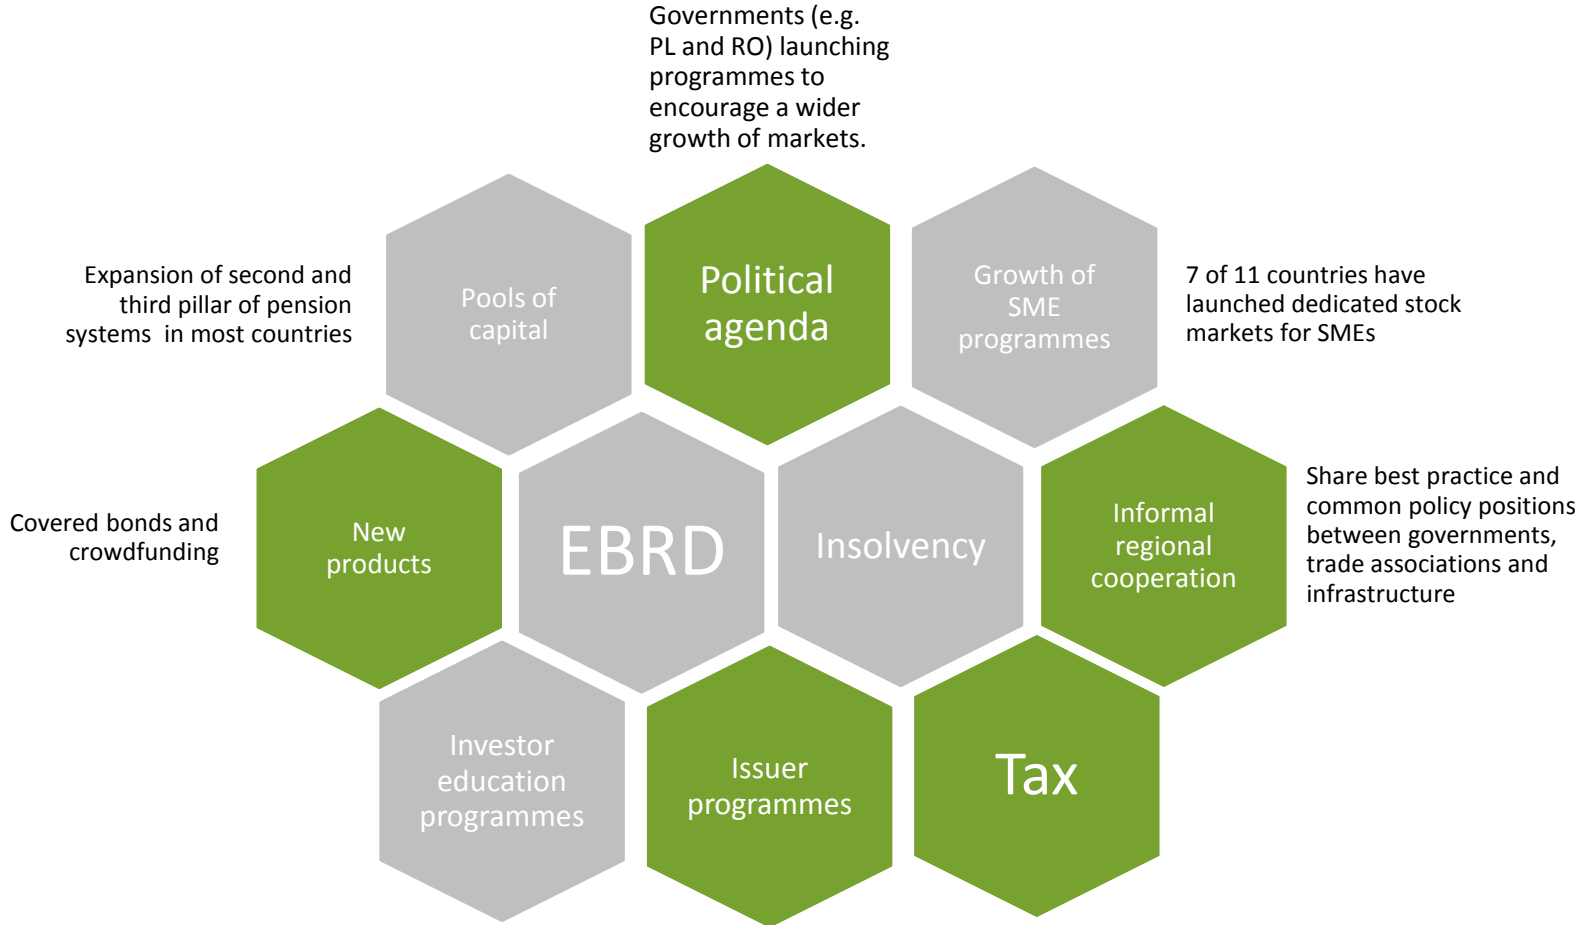 Governments (e.g.
PL and RO) launching
programmes to
encourage a wider
growth of markets.
Expansion of second and
third pillar of pension
systems in most countries
Pools of
capital
Political
agenda
Growth of
SME
programmes
7 of 11 countries have
launched dedicated stock
markets for SMEs
Covered bonds and
crowdfunding
New
products
EBRD
Insolvency
Informal
regional
cooperation
Share best practice and
common policy positions
between governments,
trade associations and
infrastructure
Investor
education
programmes
Issuer
programmes
Tax